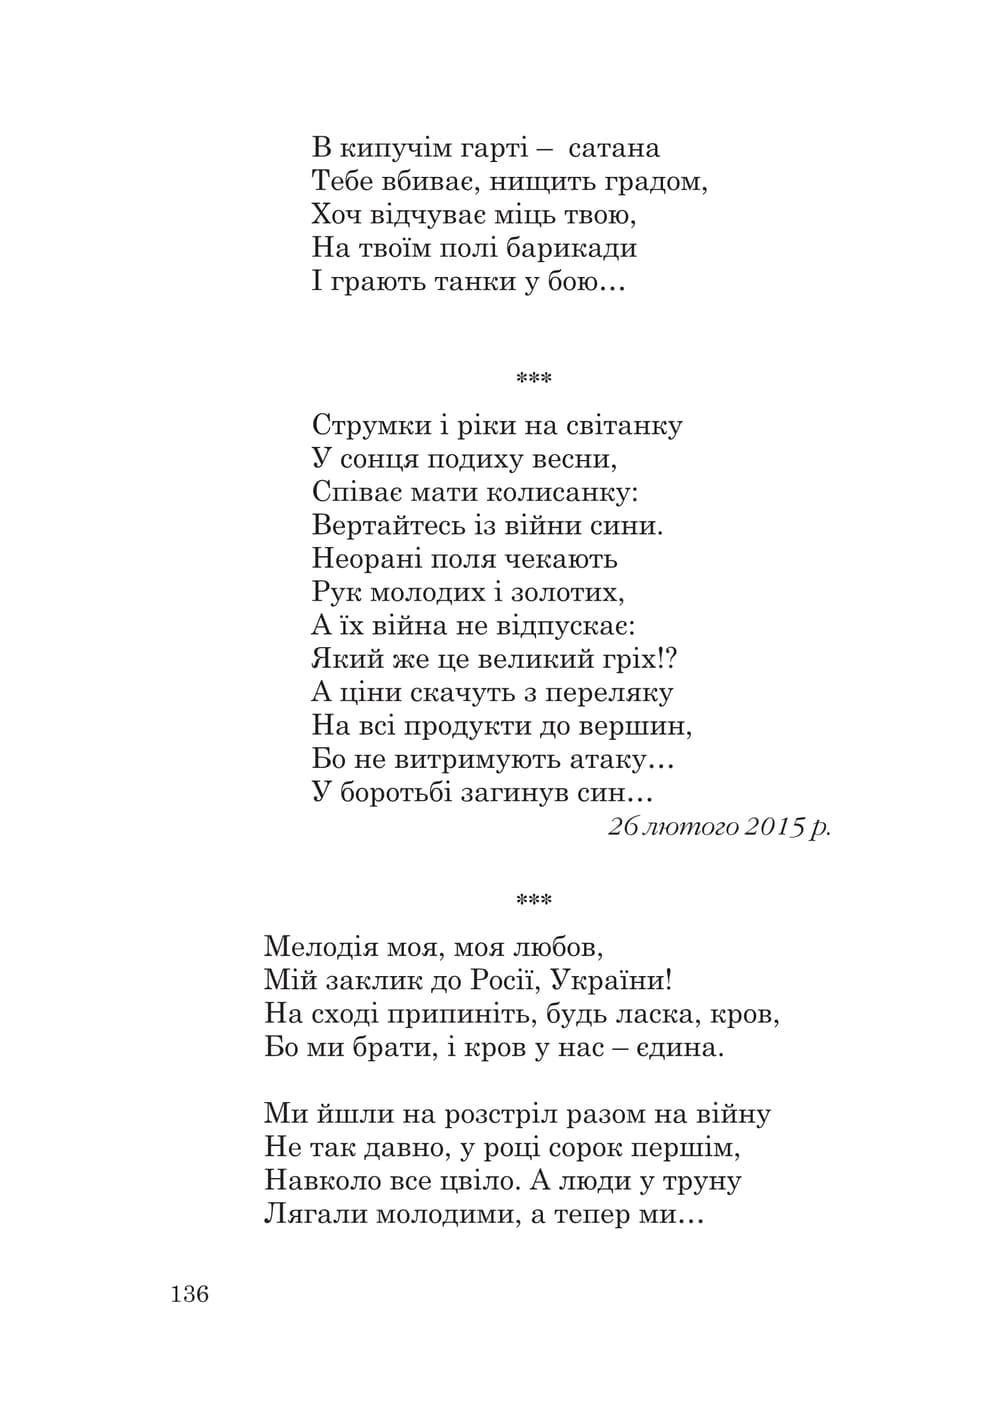 В кипучім гарті – сатана
Тебе вбиває, нищить градом,
Хоч відчуває міць твою,
На твоїм полі барикади
І грають танки у бою...
***
Струмки і ріки на світанку
У сонця подиху весни,
Співає мати колисанку:
Вертайтесь із війни сини.
Неорані поля чекають
Рук молодих і золотих,
А їх війна не відпускає:
Який же це великий гріх!?
А ціни скачуть з переляку
На всі продукти до вершин,
Бо не витримують атаку...
У боротьбі загинув син...
26 лютого 2015 р.
***
Мелодія моя, моя любов,
Мій заклик до Росії, України!
На сході припиніть, будь ласка, кров,
Бо ми брати, і кров у нас – єдина.
Ми йшли на розстріл разом на війну
Не так давно, у році сорок першім,
Навколо все цвіло. А люди у труну
Лягали молодими, а тепер ми...
136